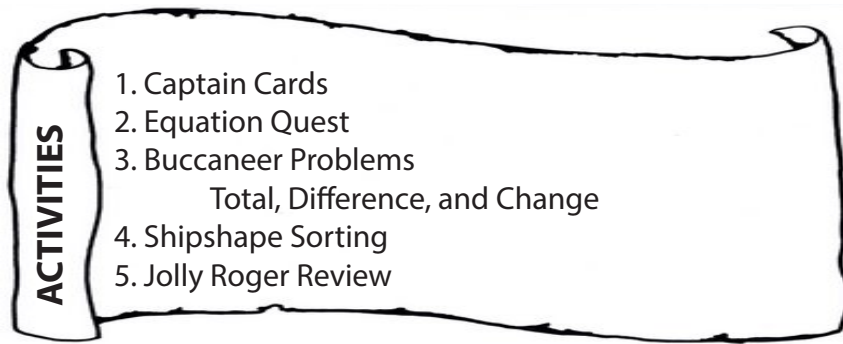 ACTIVITIES
1. Captain Cards
2. Equation Quest
3. Buccaneer Problems
Total, Difference, and Change
4. Shipshape Sorting
5. Jolly Roger Review